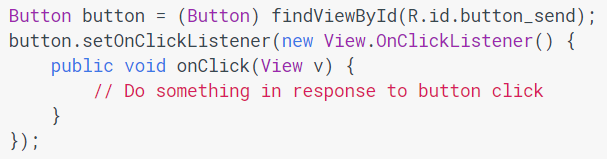 Button button = (Button) findViewById(R.id.button_send);
button.setOnClickListener(new View.OnClickListener() {
    public void onClick(View v) {
        // Do something in response to button click
    }
});